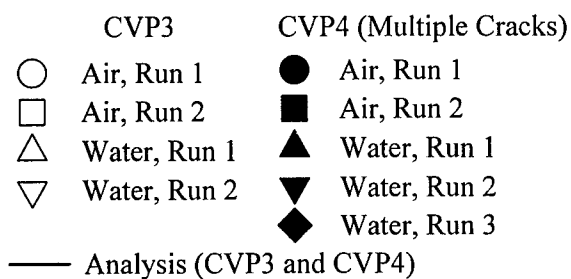 CVP3 CVP4 (Multiple Cracks)
Air, Run 1 Air, Run 1
Air, Run 2 Air, Run 2
Water, Run 1 Water, Run 1
Water, Run 2 Water, Run 2
Water, Run 3
Analysis (CVP3 and CVP4)